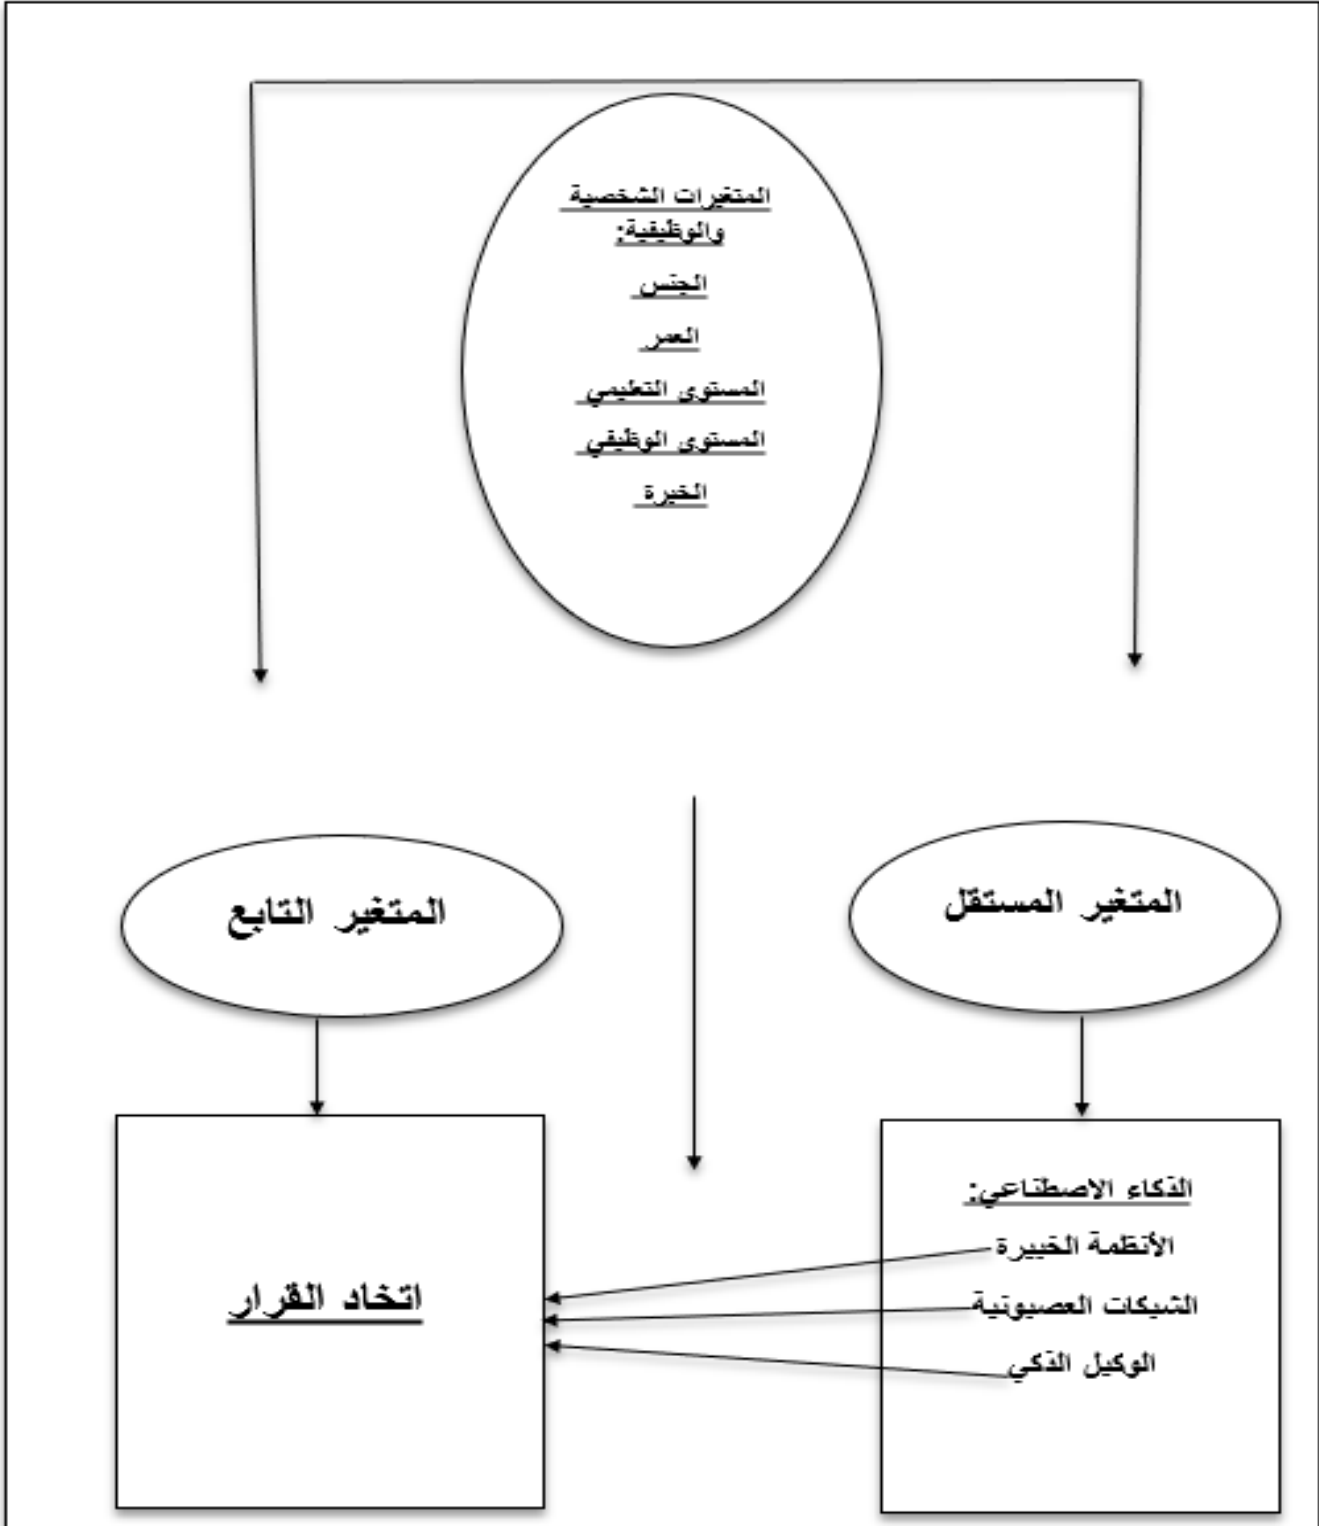 المتغيرات الشخصية
والوظيفية:
الجنس
العمر
المستوى التعليمي
المستوى الوظيفي
الخبرة
المتغير المستقل
المتغير التابع
الذكاء الاصطناعي:
الأنظمة الخبيرة
الشبكات العصبونية
الوكيل الذكي
اتخاد القرار